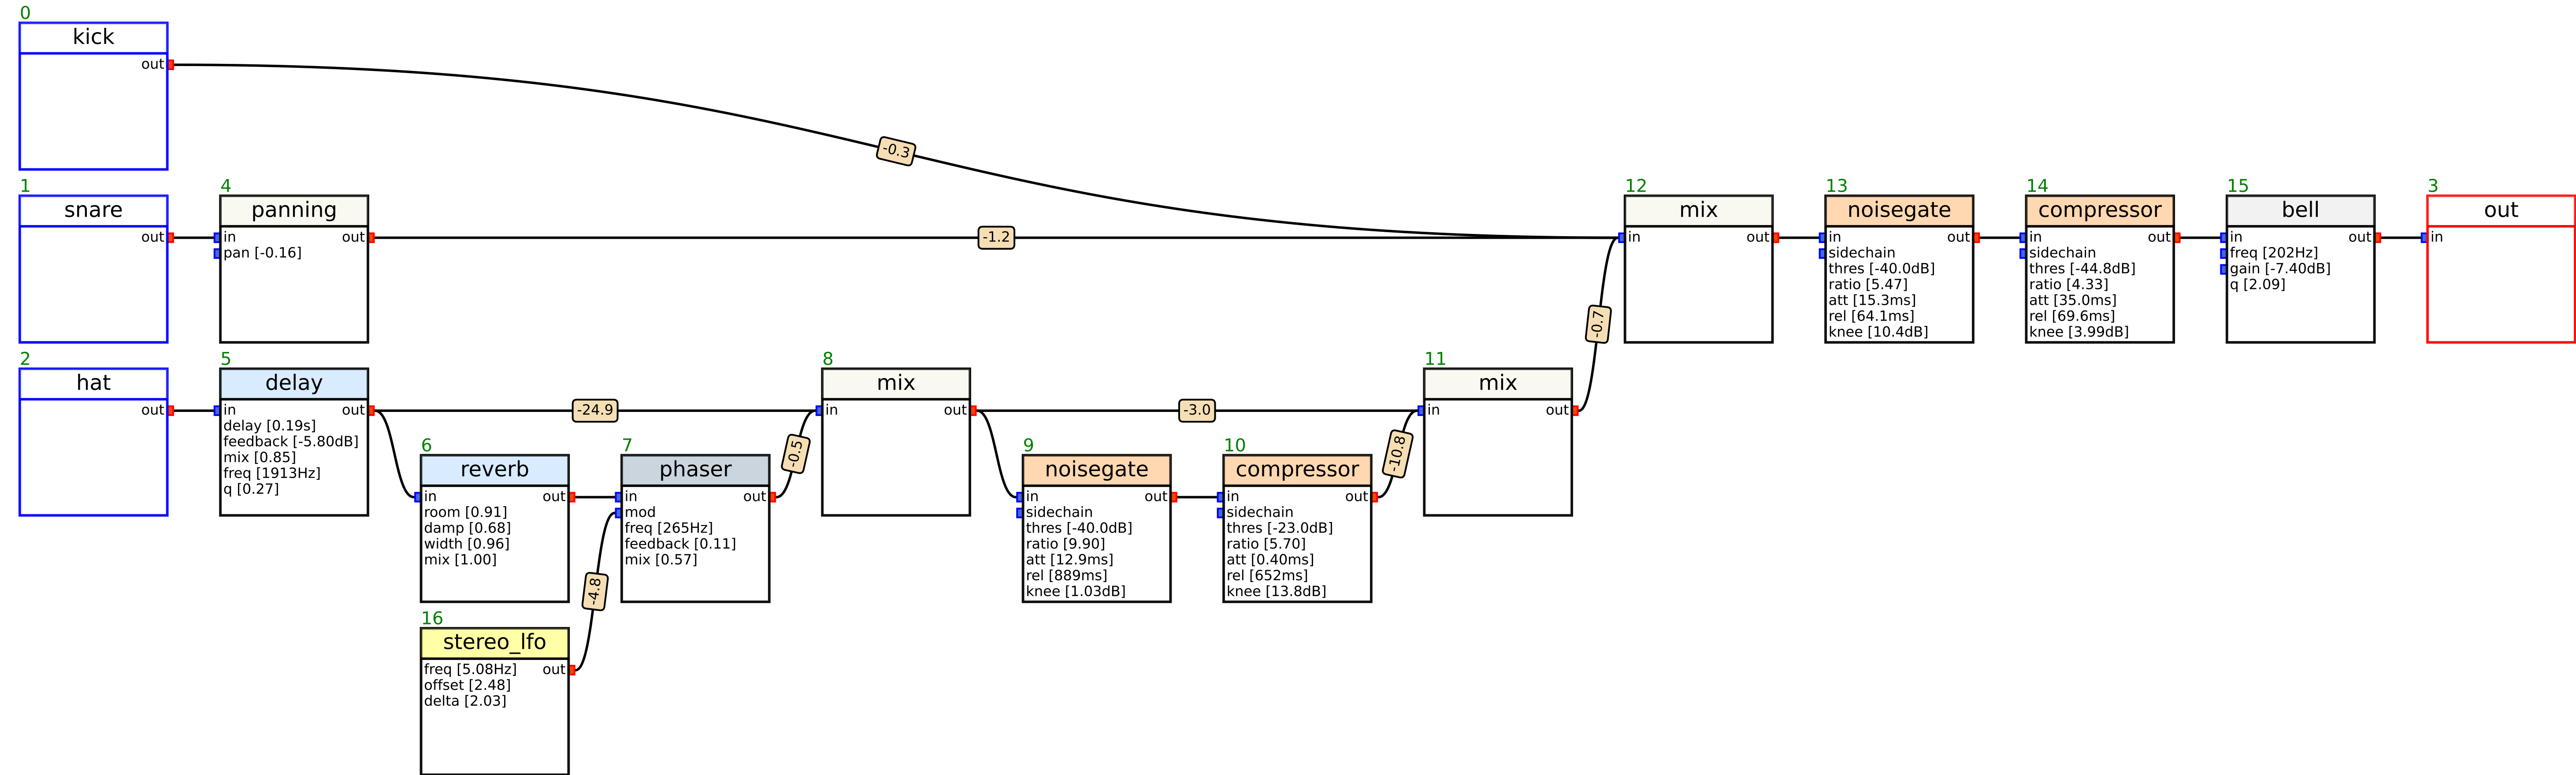 0
kick
out
-0.3
1
snare
out
4
panning
in out
pan [-0.16]
-1.2
12
mix
in out
13
noisegate
in out
sidechain
thres [-40.0dB]
ratio [5.47]
att [15.3ms]
rel [64.1ms]
knee [10.4dB]
14
compressor
in out
sidechain
thres [-44.8dB]
ratio [4.33]
att [35.0ms]
rel [69.6ms]
knee [3.99dB]
15
bell
in out
freq [202Hz]
gain [-7.40dB]
q [2.09]
3
out
in
-0.7
2
hat
out
5
delay
in out
delay [0.19s]
feedback [-5.80dB]
mix [0.85]
freq [1913Hz]
q [0.27]
-24.9
6
reverb
in out
room [0.91]
damp [0.68]
width [0.96]
mix [1.00]
7
phaser
in out
mod
freq [265Hz]
feedback [0.11]
mix [0.57]
-0.5
8
mix
in out
-3.0
9
noisegate
in out
sidechain
thres [-40.0dB]
ratio [9.90]
att [12.9ms]
rel [889ms]
knee [1.03dB]
10
compressor
in out
sidechain
thres [-23.0dB]
ratio [5.70]
att [0.40ms]
rel [652ms]
knee [13.8dB]
-10.8
11
mix
in out
-4.8
16
stereo_lfo
freq [5.08Hz] out
offset [2.48]
delta [2.03]